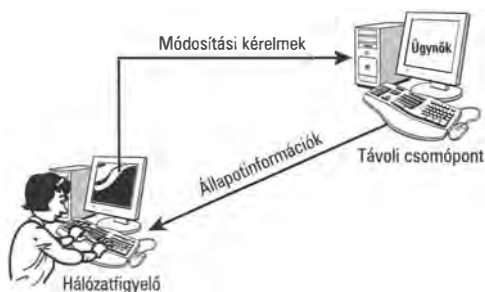 Módosítási kérelmek
Ügynök
Távoli csomópont
Állapotinformációk
Hálózatfigyelő